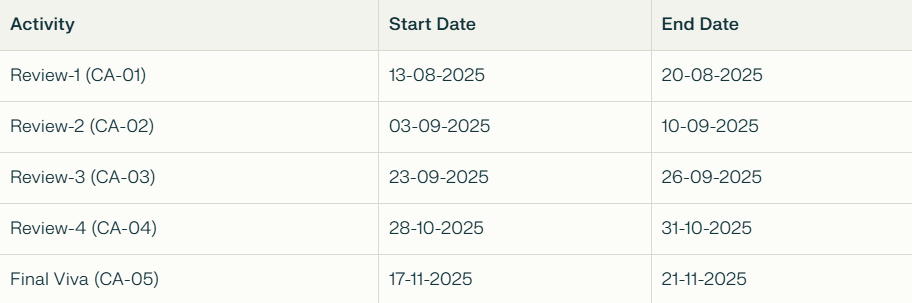 Activity Start Date End Date
Review-1 (CA-01) 13-08-2025 20-08-2025
Review-2 (CA-02) 03-09-2025 10-09-2025
Review-3 (CA-03) 23-09-2025 26-09-2025
Review-4 (CA-04) 28-10-2025 31-10-2025
Final Viva (CA-05) 17-11-2025 21-11-2025